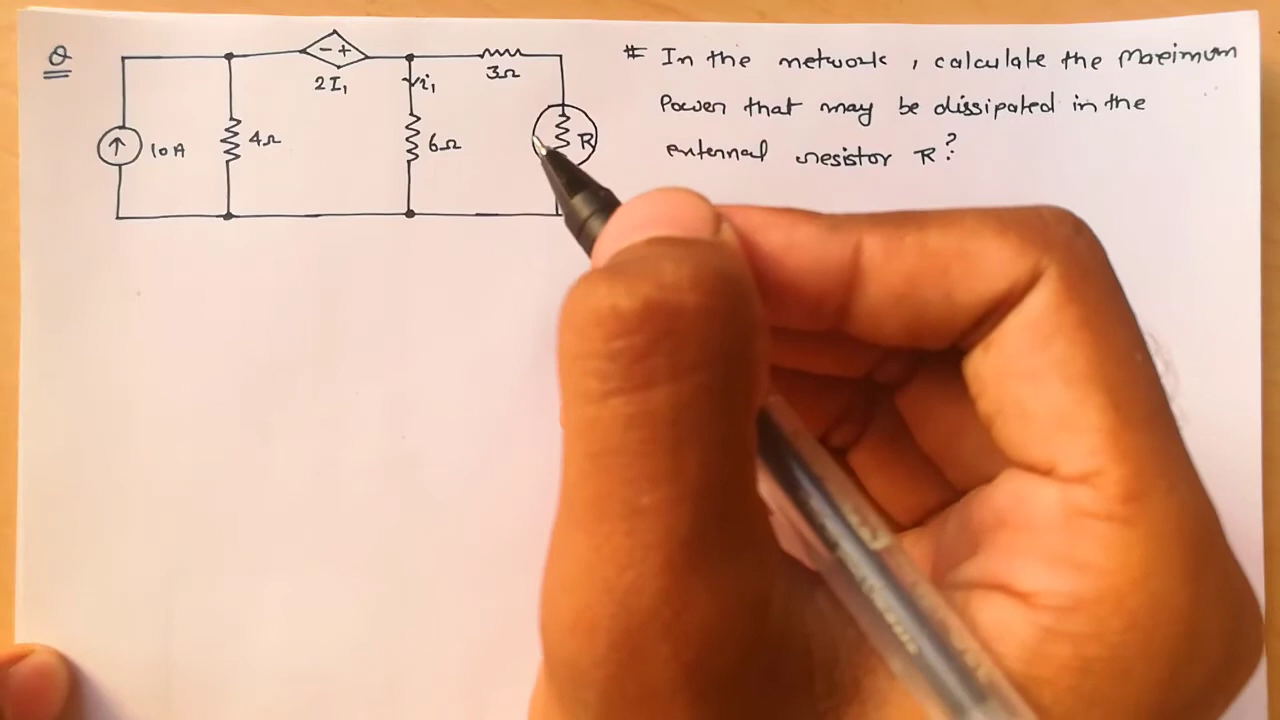 Q
- +
2I₁
i₁
3Ω
10A
4Ω
6Ω
R
# In the network, calculate the Maximum
Power that may be dissipated in the
external resistor R?